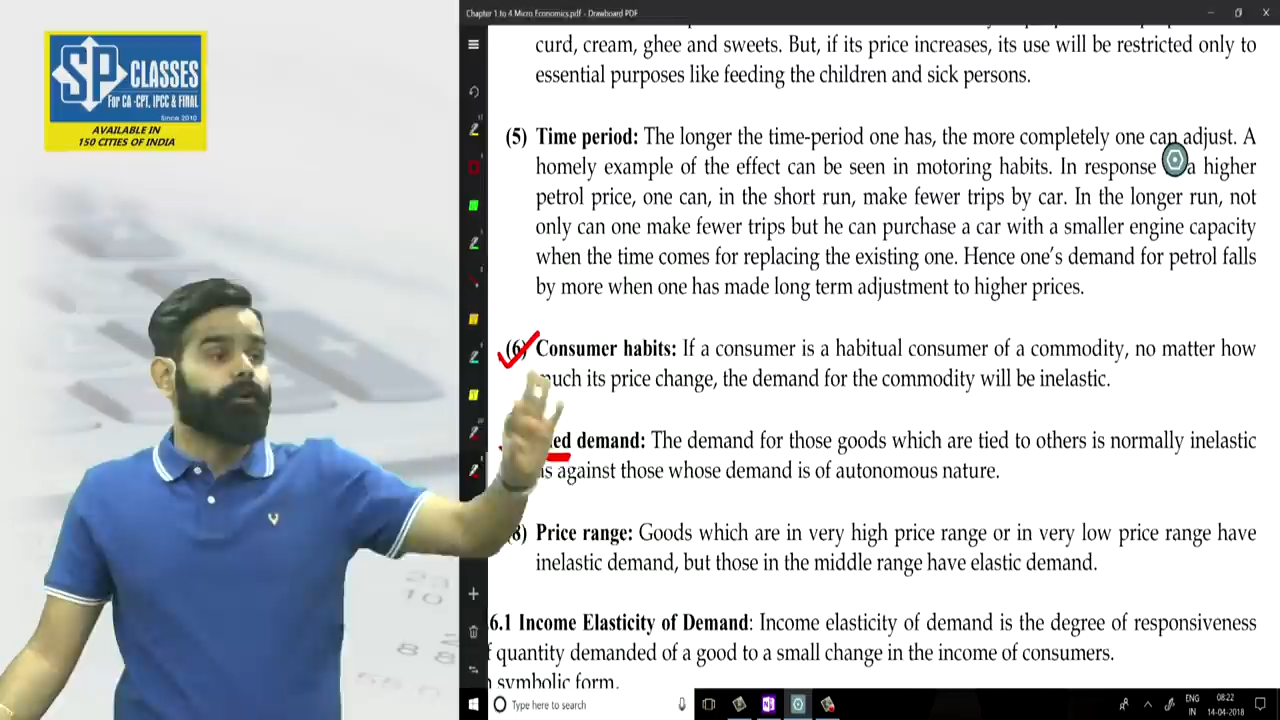 Chapter 1 to 4 Micro Economics.pdf - Drawboard PDF
SP CLASSES
For CA -CPT, IPCC & FINAL
Since 2010
AVAILABLE IN
150 CITIES OF INDIA
curd, cream, ghee and sweets. But, if its price increases, its use will be restricted only to
essential purposes like feeding the children and sick persons.
(5) Time period: The longer the time-period one has, the more completely one can adjust. A
homely example of the effect can be seen in motoring habits. In response a higher
petrol price, one can, in the short run, make fewer trips by car. In the longer run, not
only can one make fewer trips but he can purchase a car with a smaller engine capacity
when the time comes for replacing the existing one. Hence one's demand for petrol falls
by more when one has made long term adjustment to higher prices.
(6) Consumer habits: If a consumer is a habitual consumer of a commodity, no matter how
much its price change, the demand for the commodity will be inelastic.
demand: The demand for those goods which are tied to others is normally inelastic
as against those whose demand is of autonomous nature.
8) Price range: Goods which are in very high price range or in very low price range have
inelastic demand, but those in the middle range have elastic demand.
.6.1 Income Elasticity of Demand: Income elasticity of demand is the degree of responsiveness
quantity demanded of a good to a small change in the income of consumers.
symbolic form.
Type here to search
ENG
IN
08:22
14-04-2018